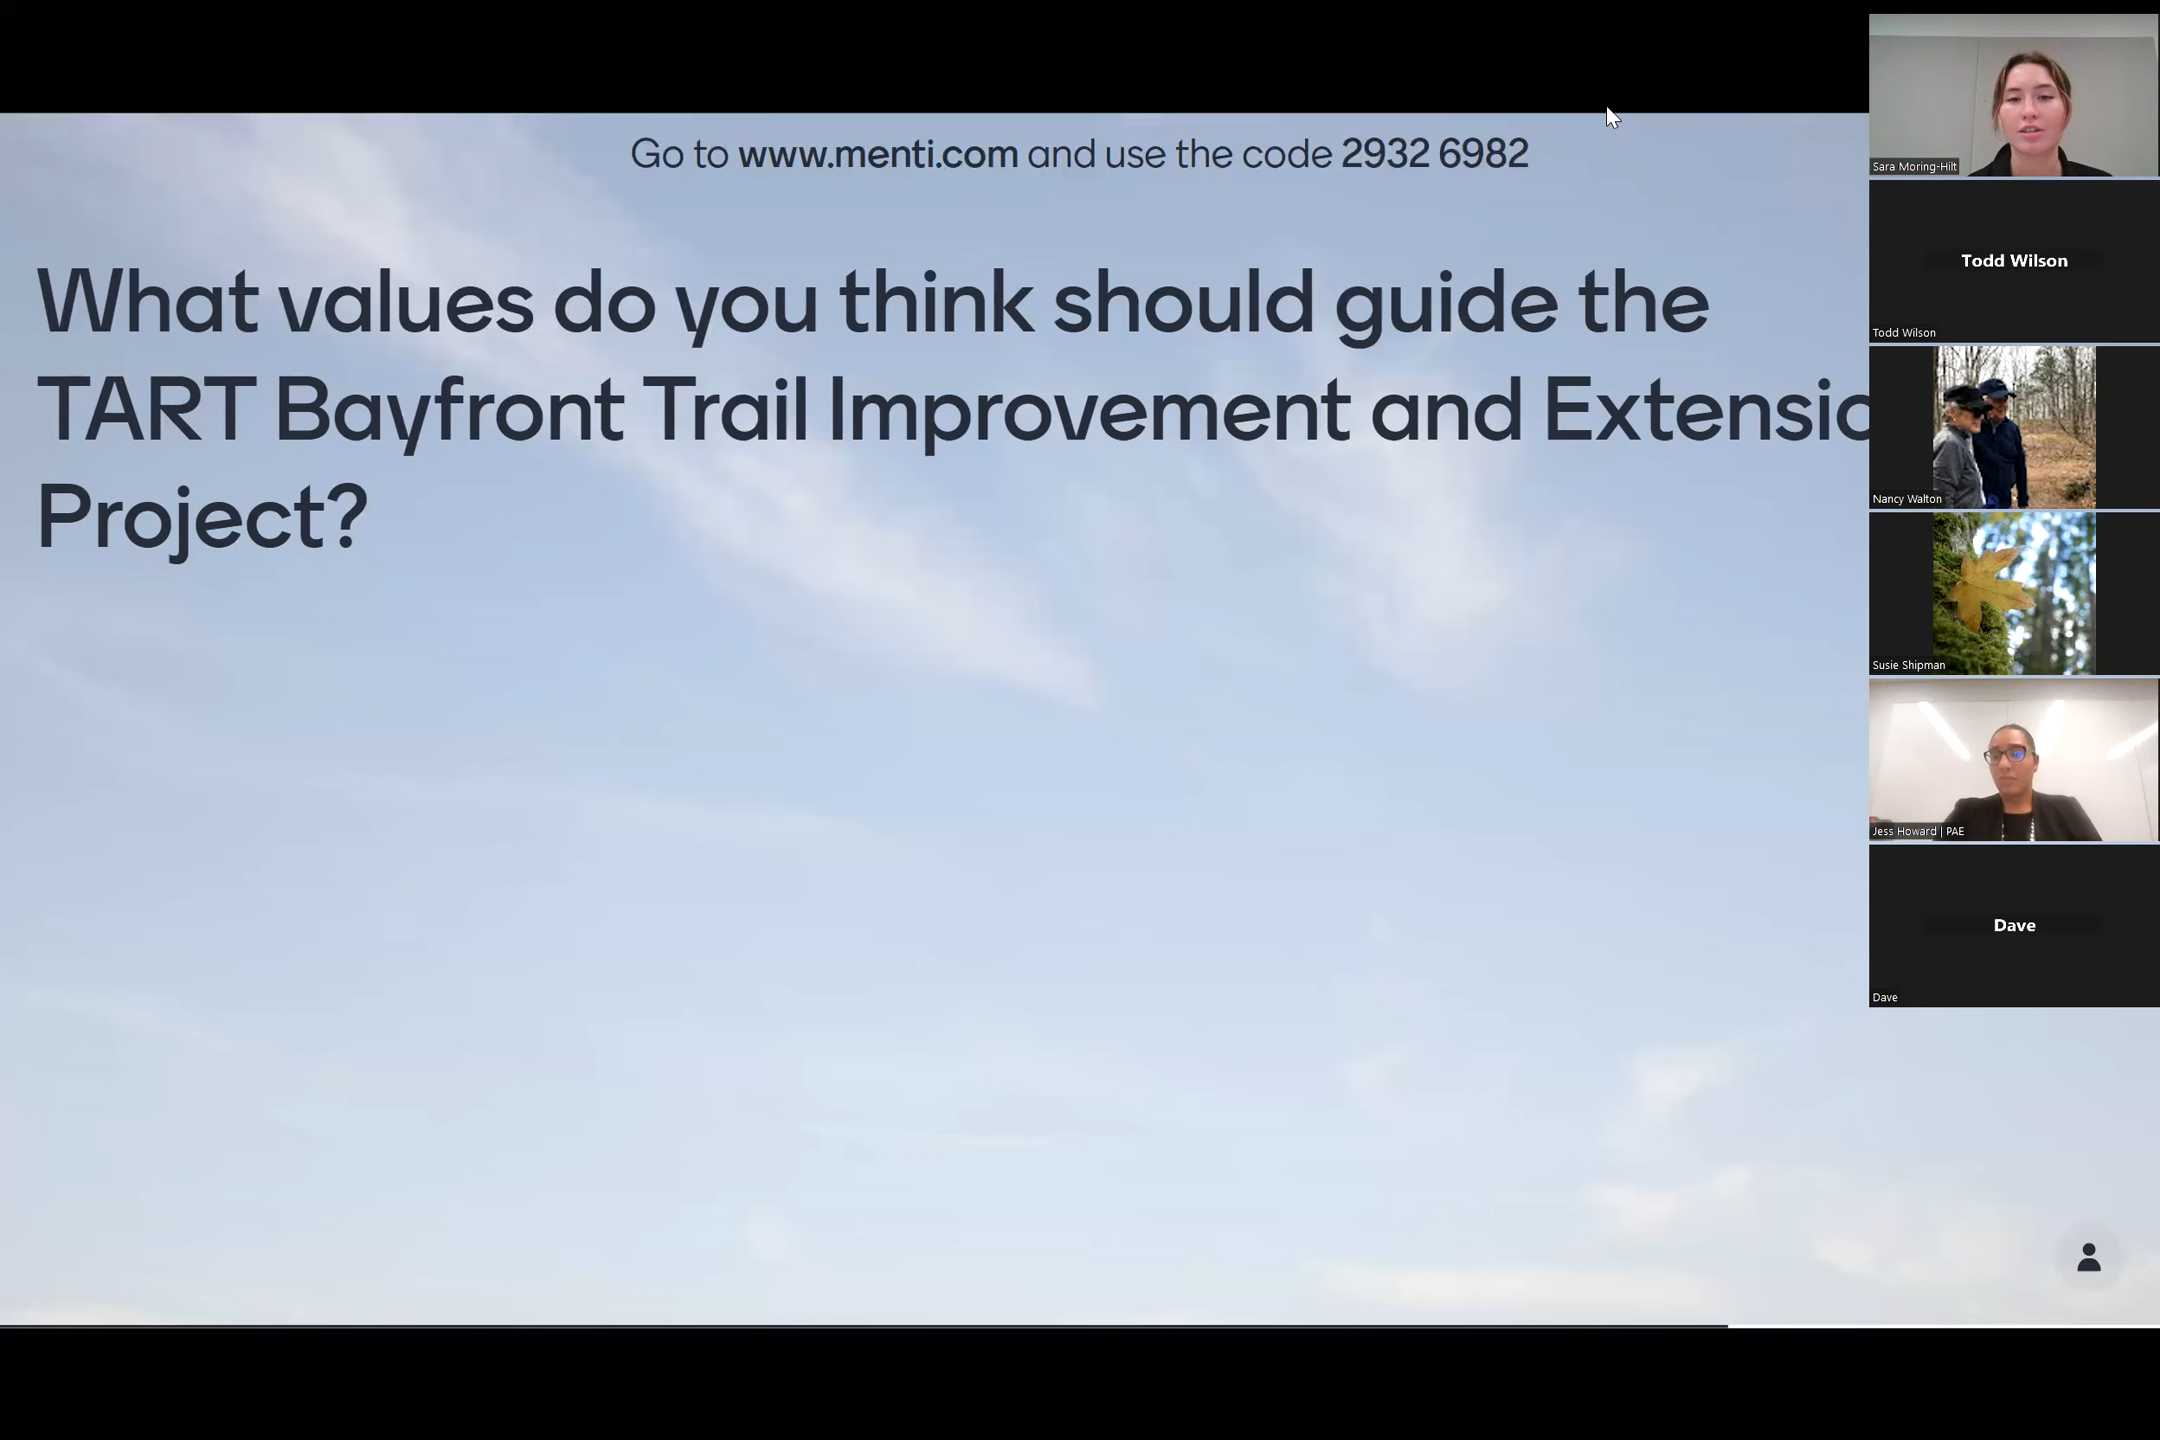 Go to www.menti.com and use the code 2932 6982
What values do you think should guide the
TART Bayfront Trail Improvement and Extensio
Project?
Sara Moring-Hilt
Todd Wilson
Todd Wilson
Nancy Walton
Susie Shipman
Jess Howard | PAE
Dave
Dave